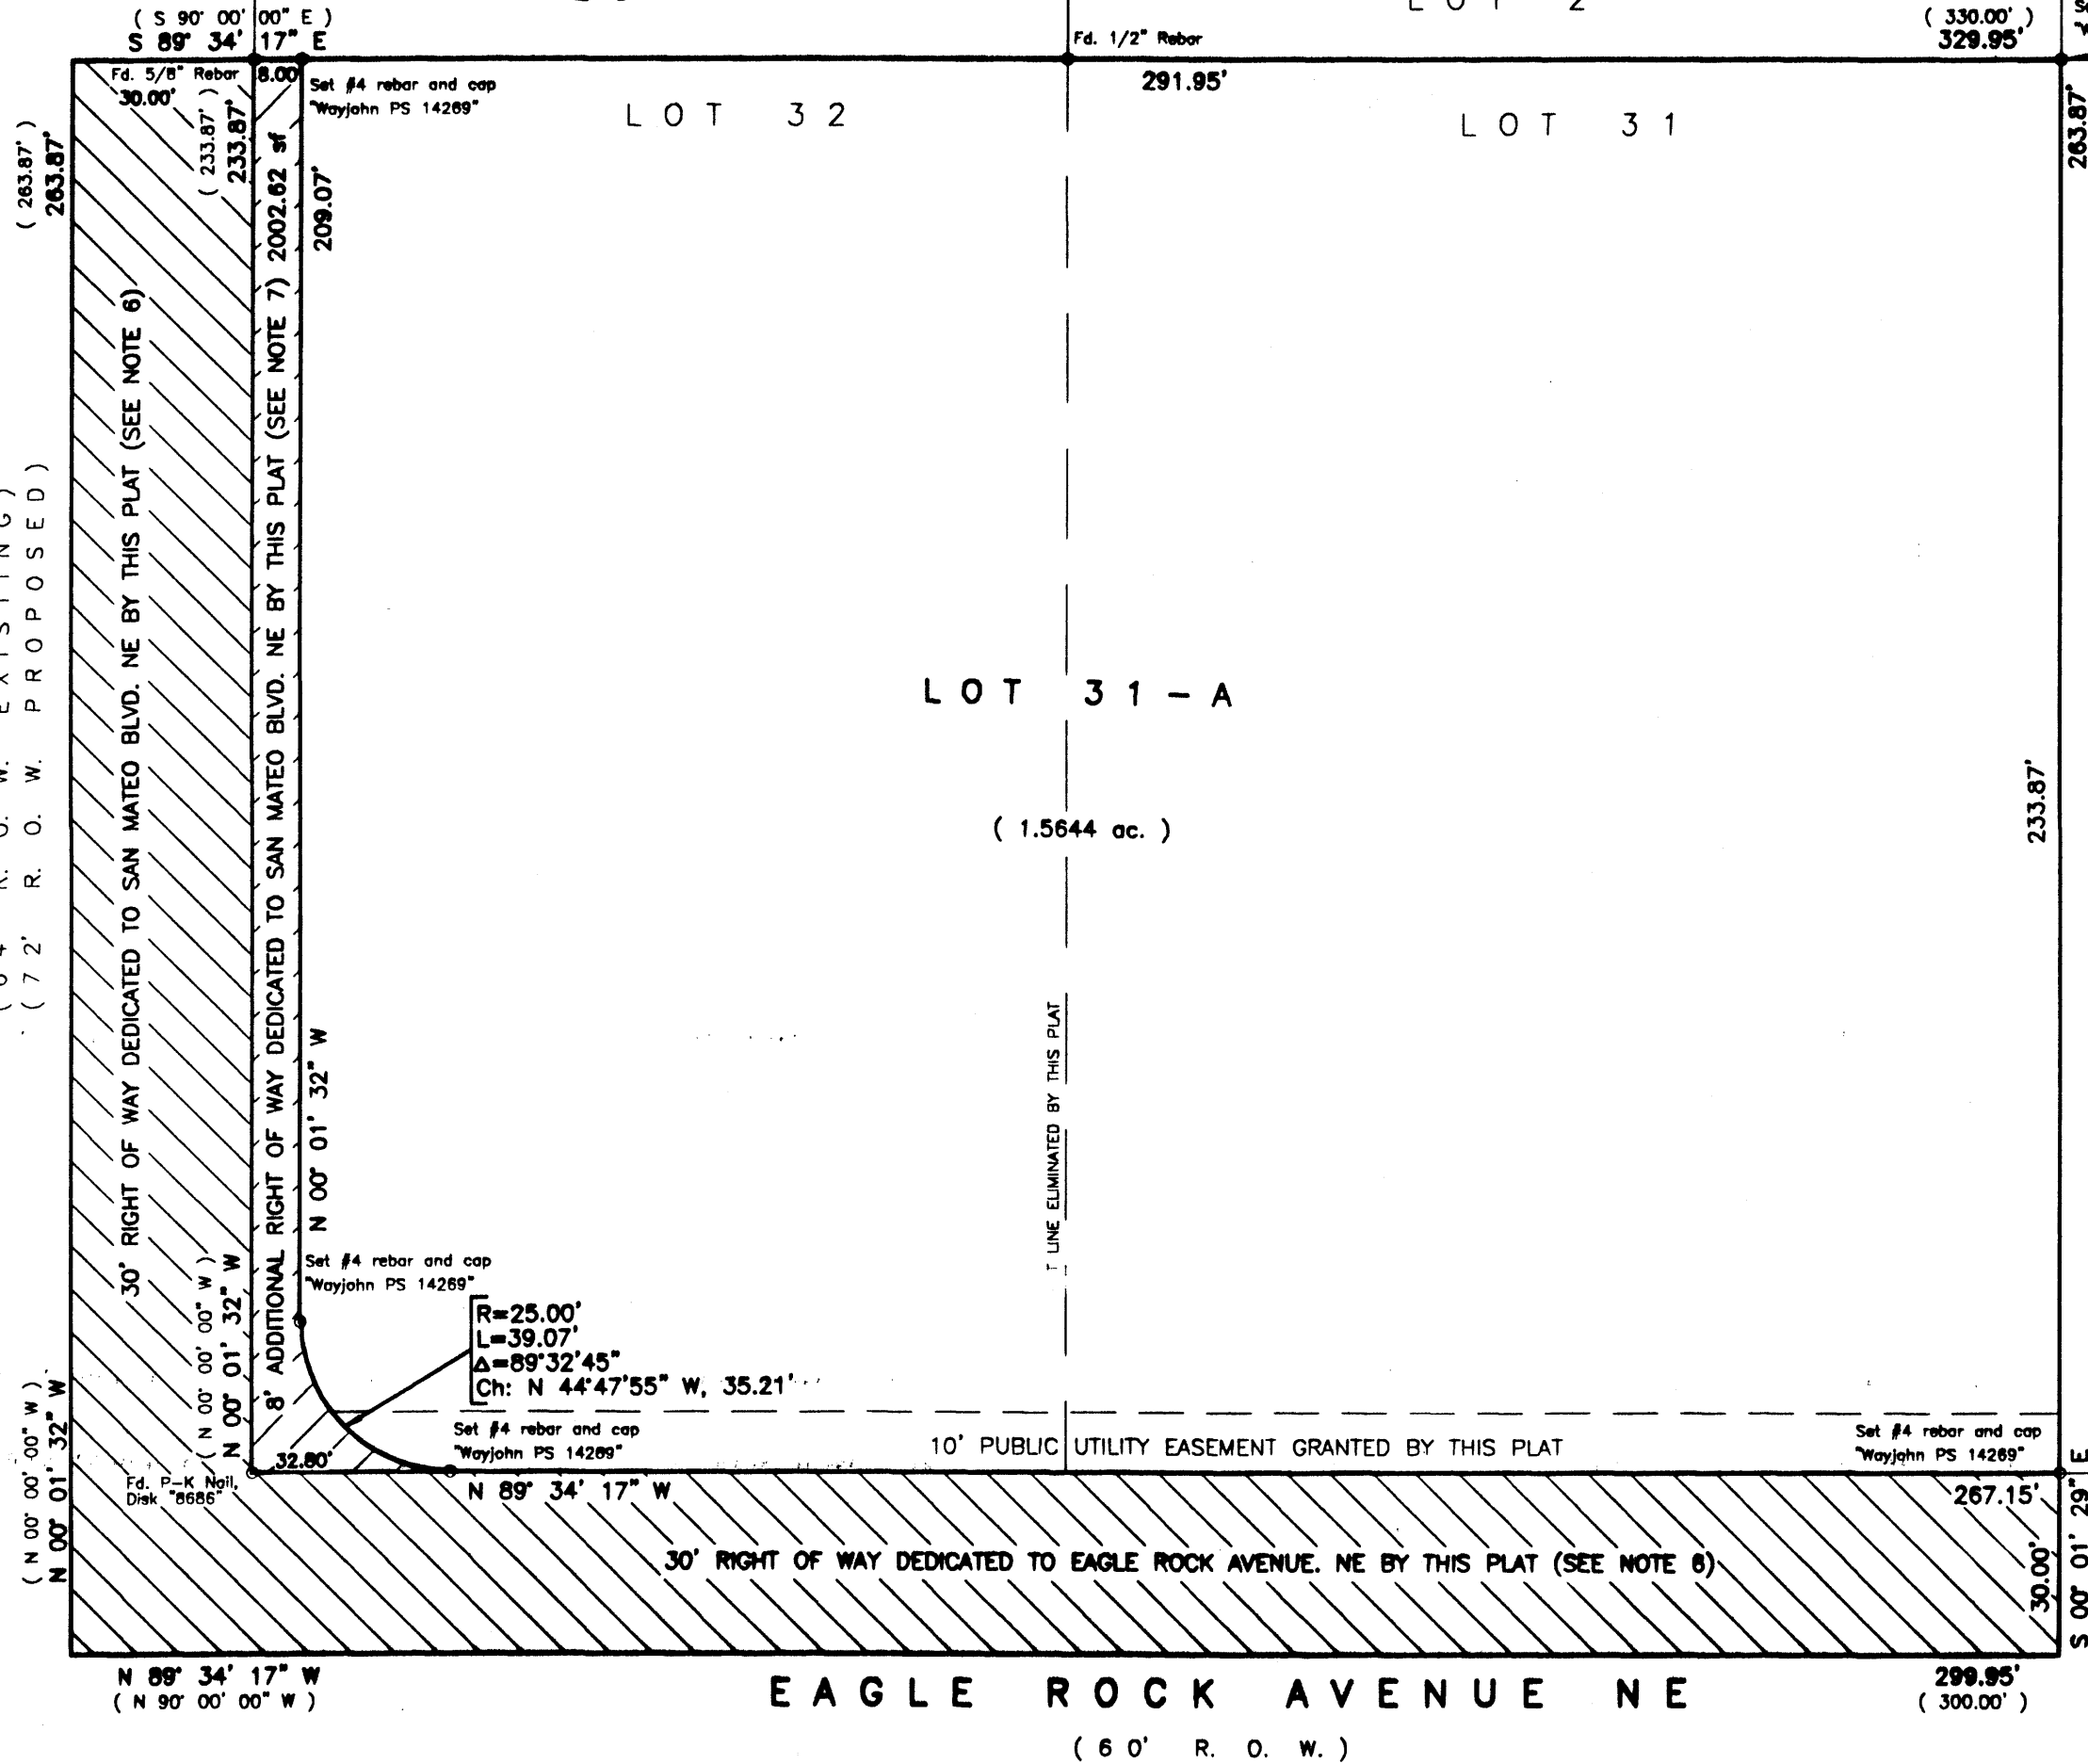 ( S 90° 00' 00" E )
S 89° 34' 17" E
LOT 2
( 330.00' )
329.95'
Fd. 1/2" Rebar
Fd. 5/8" Rebar
30.00'
8.00'
Set #4 rebar and cap
"Wayjohn PS 14269"
291.95'
LOT 32
LOT 31
( 263.87' )
263.87'
( 233.87' )
233.87'
209.07'
263.87'
30' RIGHT OF WAY DEDICATED TO SAN MATEO BLVD. NE BY THIS PLAT (SEE NOTE 6)
8' ADDITIONAL RIGHT OF WAY DEDICATED TO SAN MATEO BLVD. NE BY THIS PLAT (SEE NOTE 7) 2002.62 sf
R. O. W. EXISTING)
(72' R. O. W. PROPOSED)
LOT 31-A
( 1.5644 ac. )
233.87'
LINE ELIMINATED BY THIS PLAT
N 00° 01' 32" W
( N 00° 00' 00" W )
N 00° 01' 32" W
Set #4 rebar and cap
"Wayjohn PS 14269"
R=25.00'
L=39.07'
Δ=89°32'45"
Ch: N 44°47'55" W, 35.21'
Set #4 rebar and cap
"Wayjohn PS 14269"
10' PUBLIC UTILITY EASEMENT GRANTED BY THIS PLAT
Set #4 rebar and cap
"Wayjohn PS 14269"
32.80'
Fd. P-K Nail,
Disk "8686"
N 89° 34' 17" W
267.15'
( N 00° 00' 00" W )
N 00° 01' 32" W
30' RIGHT OF WAY DEDICATED TO EAGLE ROCK AVENUE. NE BY THIS PLAT (SEE NOTE 6)
30.00'
S 00° 01' 29" E
N 89° 34' 17" W
( N 90° 00' 00" W )
EAGLE ROCK AVENUE NE
299.95'
( 300.00' )
( 60' R. O. W. )